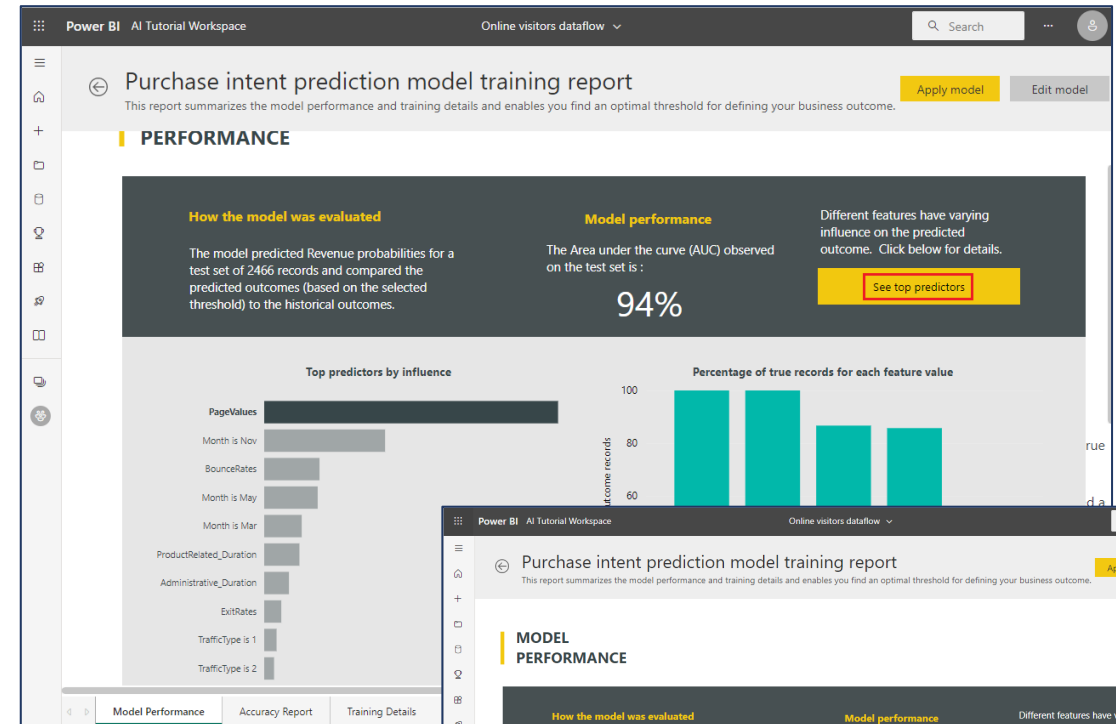 Power BI AI Tutorial Workspace
Online visitors dataflow
Search
Purchase intent prediction model training report
This report summarizes the model performance and training details and enables you find an optimal threshold for defining your business outcome.
Apply model
Edit model
PERFORMANCE
How the model was evaluated
The model predicted Revenue probabilities for a
test set of 2466 records and compared the
predicted outcomes (based on the selected
threshold) to the historical outcomes.
Model performance
The Area under the curve (AUC) observed
on the test set is :
94%
Different features have varying
influence on the predicted
outcome. Click below for details.
See top predictors
Top predictors by influence
PageValues
Month is Nov
BounceRates
Month is May
Month is Mar
ProductRelated_Duration
Administrative_Duration
ExitRates
TrafficType is 1
TrafficType is 2
Percentage of true records for each feature value
100
80
60
tcome records
rue
d a
Model Performance
Accuracy Report
Training Details
Power BI AI Tutorial Workspace
Online visitors dataflow
Purchase intent prediction model training report
This report summarizes the model performance and training details and enables you find an optimal threshold for defining your business outcome.
Ap
MODEL
PERFORMANCE
How the model was evaluated
Model performance
Different features have v